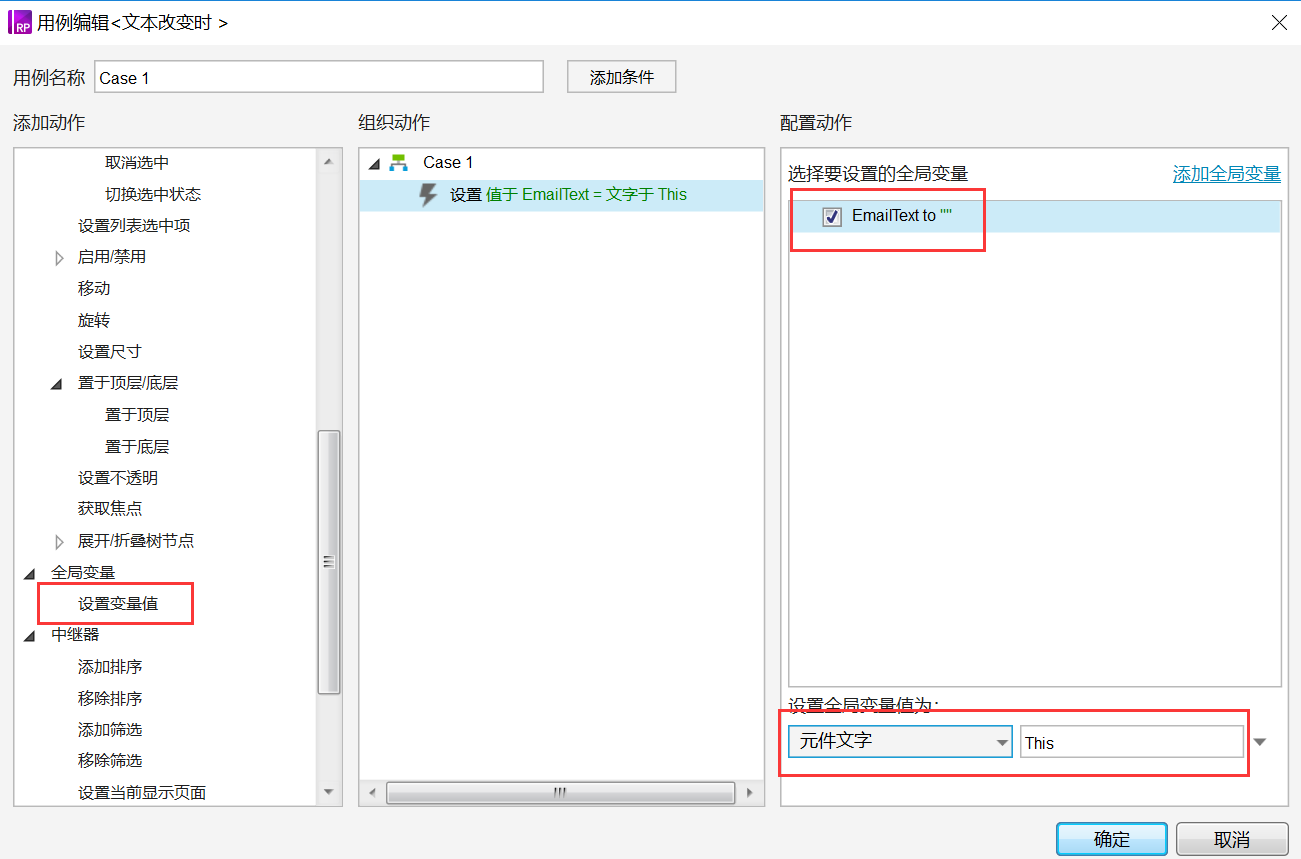 RP 用例编辑<文本改变时 >
用例名称 Case 1 添加条件
添加动作 组织动作 配置动作
取消选中
切换选中状态
设置列表选中项
启用/禁用
移动
旋转
设置尺寸
置于顶层/底层
置于顶层
置于底层
设置不透明
获取焦点
展开/折叠树节点
全局变量
设置变量值
中继器
添加排序
移除排序
添加筛选
移除筛选
设置当前显示页面
Case 1
设置 值于 EmailText = 文字于 This
选择要设置的全局变量 添加全局变量
EmailText to ""
设置全局变量值为:
元件文字 This
确定 取消